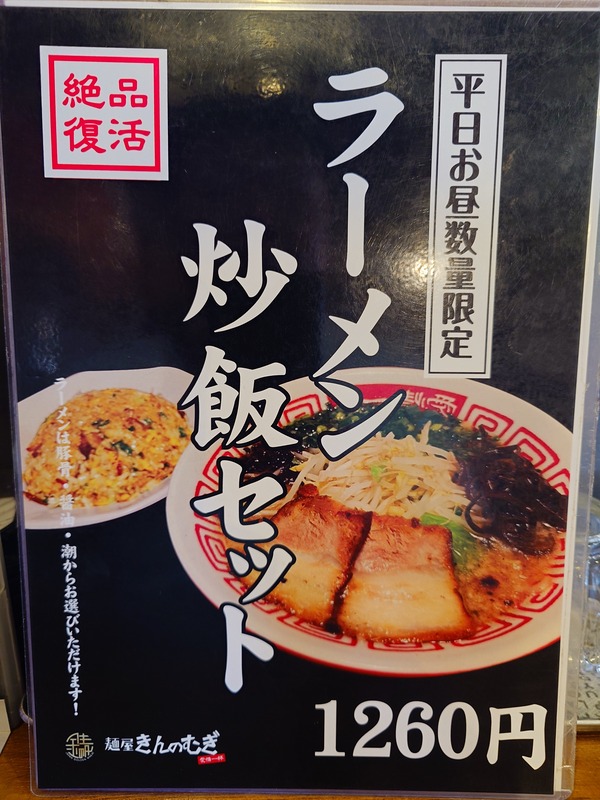 絶品
復活
平日お昼数量限定
ラーメン
炒飯セット
ラーメンは豚骨・醤油・潮からお選びいただけます！
1260円
麺屋きんのむぎ